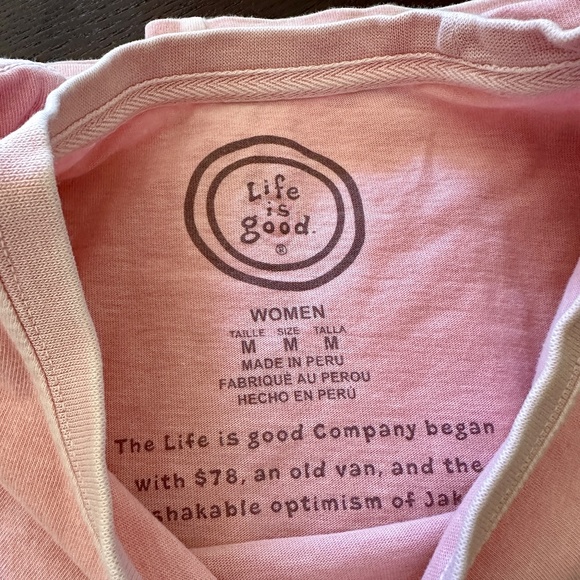 Life
is
good.
®
WOMEN
TAILLE SIZE TALLA
M M M
MADE IN PERU
FABRIQUÉ AU PEROU
HECHO EN PERÚ
The Life is good Company began
with $78, an old van, and the
shakable optimism of Jak